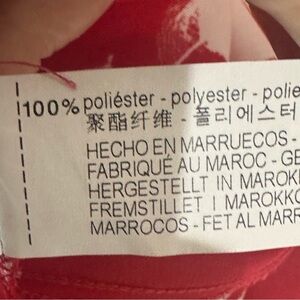 100% poliéster - polyester - polie
聚酯纤维 - 폴리에스터
HECHO EN MARRUECOS -
FABRIQUÉ AU MAROC - GE
HERGESTELLT IN MAROKK
FREMSTILLET I MAROKKO
MARROCOS - FET AL MARR